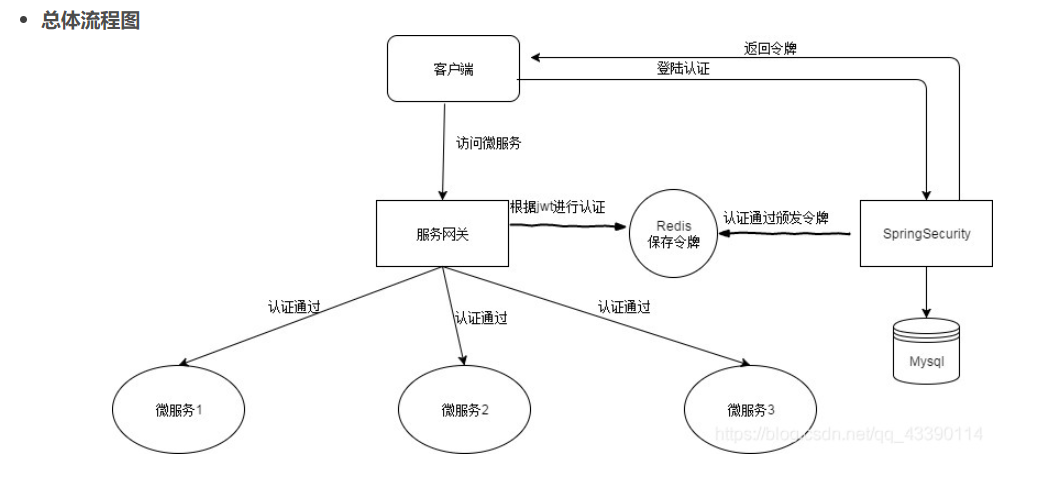 总体流程图
返回令牌
客户端
登陆认证
访问微服务
根据jwt进行认证
服务网关
Redis
保存令牌
认证通过颁发令牌
SpringSecurity
认证通过
认证通过
认证通过
Mysql
微服务1
微服务2
微服务3
https://blog.csdn.net/qq_43390114